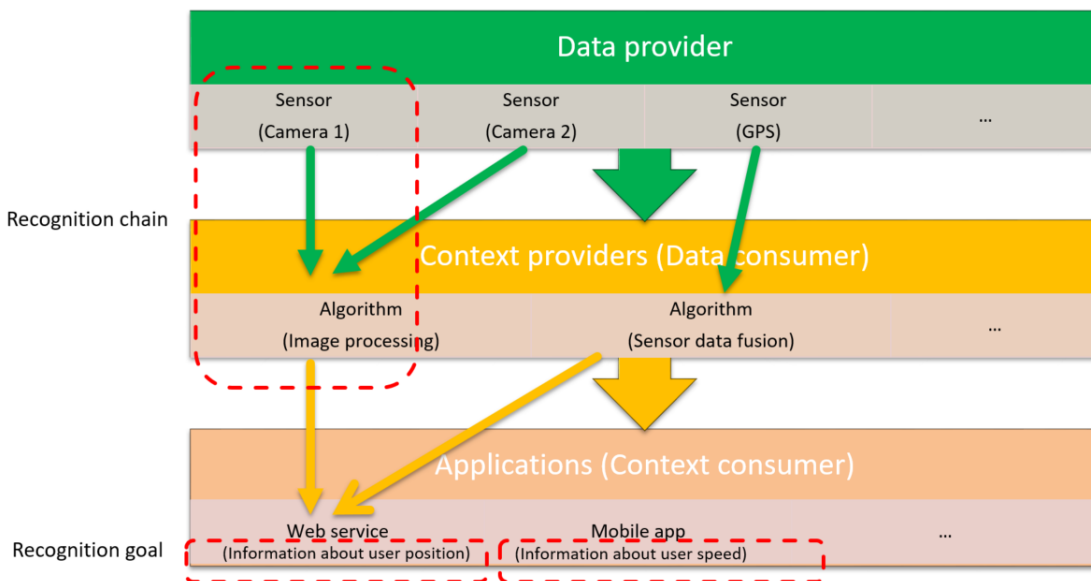 Data provider
Sensor
(Camera 1)
Sensor
(Camera 2)
Sensor
(GPS)
...
Recognition chain
Context providers (Data consumer)
Algorithm
(Image processing)
Algorithm
(Sensor data fusion)
...
Applications (Context consumer)
Web service
(Information about user position)
Mobile app
(Information about user speed)
...
Recognition goal